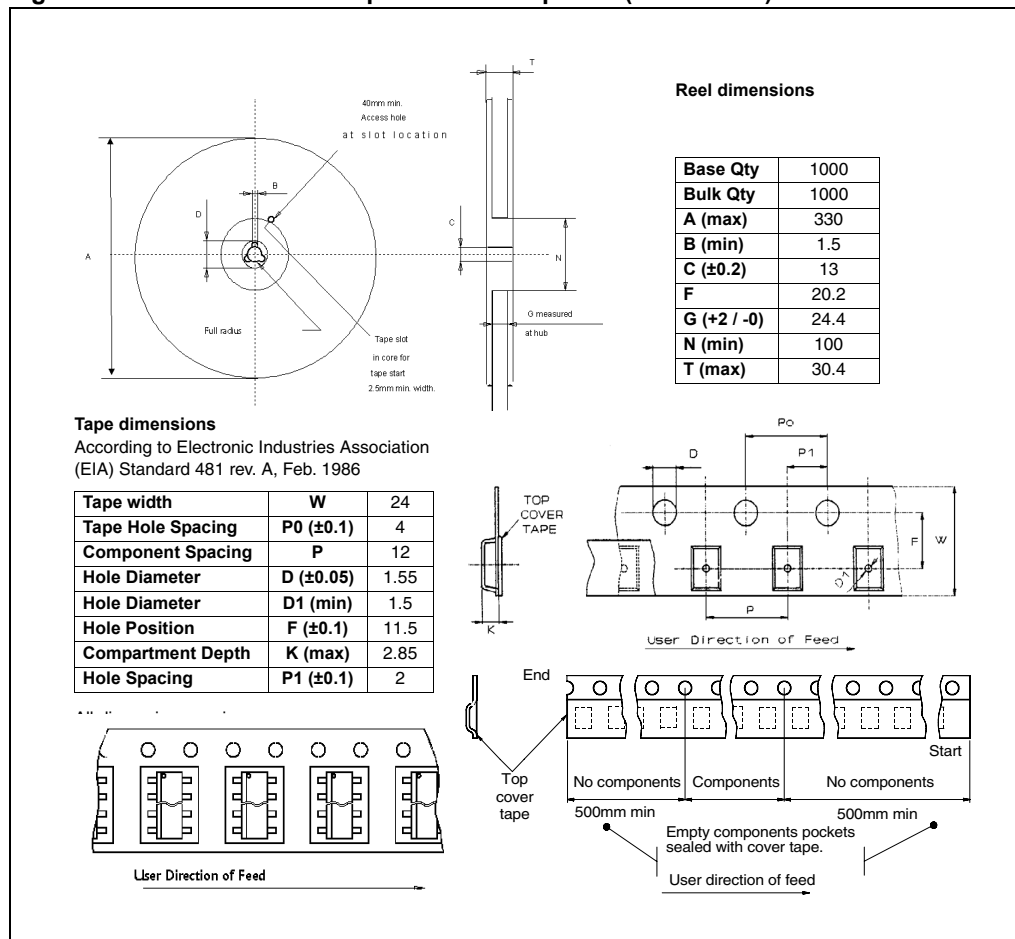 T
40mm min.
Access hole
at slot location
B
D
C
A
N
G measured
at hub
Full radius
Tape slot
in core for
tape start
2.5mm min. width.
Reel dimensions
Base Qty 1000
Bulk Qty 1000
A (max) 330
B (min) 1.5
C (±0.2) 13
F 20.2
G (+2 / -0) 24.4
N (min) 100
T (max) 30.4
Tape dimensions
According to Electronic Industries Association
(EIA) Standard 481 rev. A, Feb. 1986
Tape width W 24
Tape Hole Spacing P0 (±0.1) 4
Component Spacing P 12
Hole Diameter D (±0.05) 1.55
Hole Diameter D1 (min) 1.5
Hole Position F (±0.1) 11.5
Compartment Depth K (max) 2.85
Hole Spacing P1 (±0.1) 2
Po
D
P1
TOP
COVER
TAPE
F
W
D1
K
P
User Direction of Feed
End
Start
Top
cover
tape
No components
Components
No components
500mm min
500mm min
Empty components pockets
sealed with cover tape.
User direction of feed
User Direction of Feed